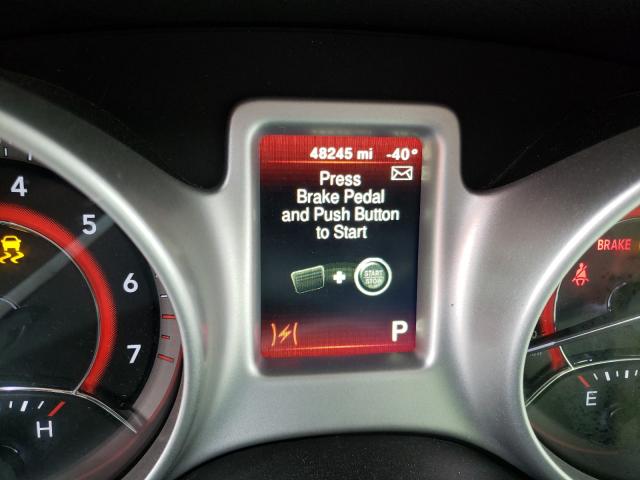 48245 mi -40°
Press
Brake Pedal
and Push Button
to Start
START
STOP
P
4
5
6
7
H
BRAKE
E